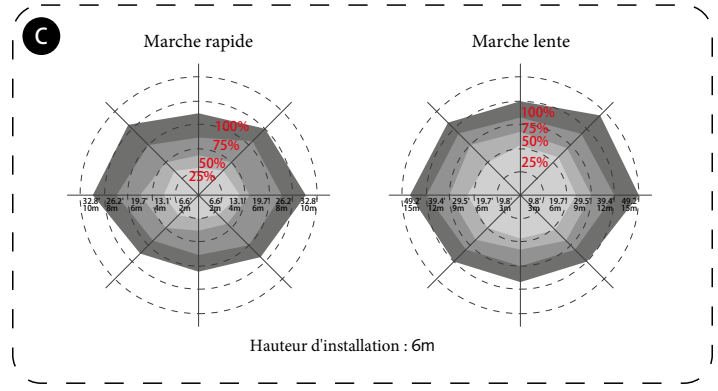 C
Marche rapide
Marche lente
100%
75%
50%
25%
100%
75%
50%
25%
32.8' 26.2' 19.7' 13.1' 6.6' 6.6' 13.1' 19.7' 26.2' 32.8'
10m 8m 6m 4m 2m 2m 4m 6m 8m 10m
49.2' 39.4' 29.5' 19.7' 9.8' 9.8' 19.7' 29.5' 39.4' 49.2'
15m 12m 9m 6m 3m 3m 6m 9m 12m 15m
Hauteur d'installation : 6m